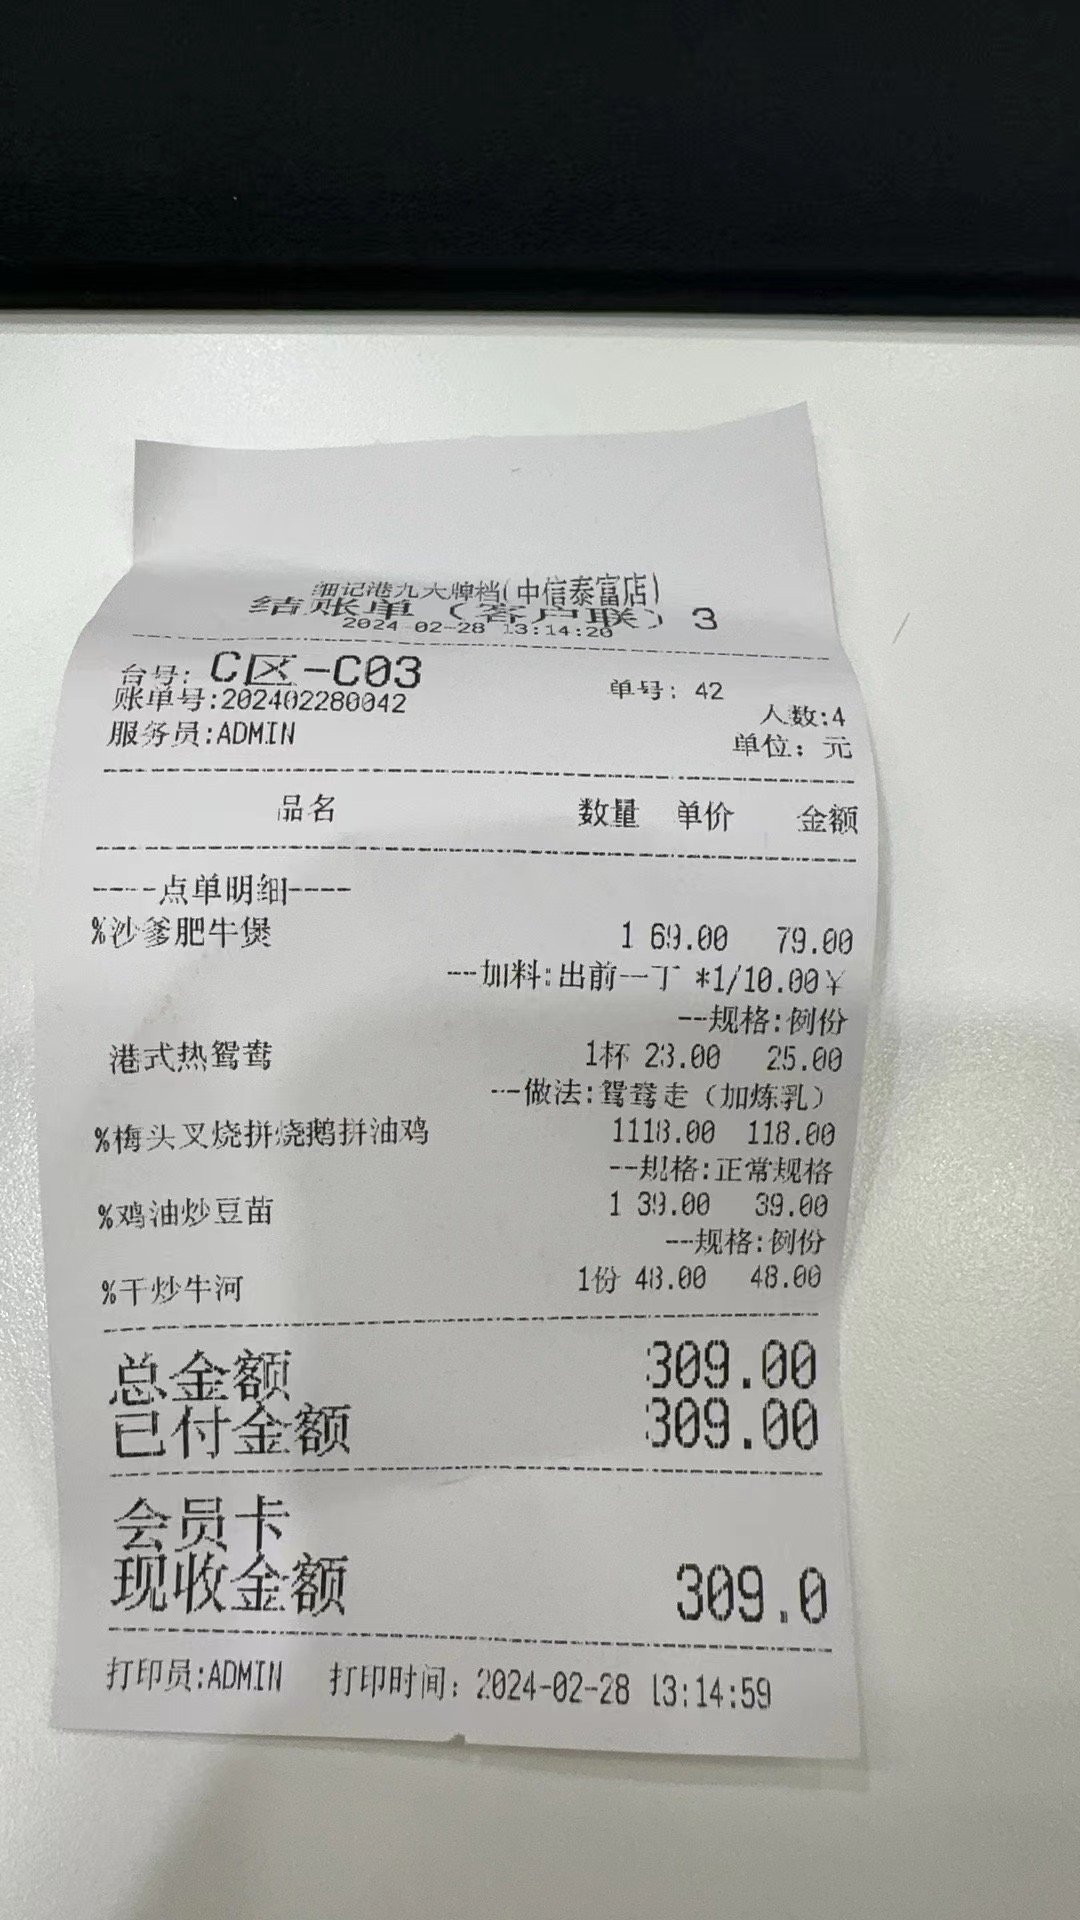 细记港九大牌档(中信泰富店)
结账单（客户联）3
2024-02-28 13:14:20
台号: C区-C03
单号: 42
账单号:202402280042
人数:4
服务员:ADMIN
单位: 元
品名 数量 单价 金额
----点单明细----
%沙爹肥牛煲 1 69.00 79.00
---加料:出前一丁 *1/10.00¥
--规格:例份
港式热鸳鸯 1杯 23.00 25.00
---做法:鸳鸯走（加炼乳）
%梅头叉烧拼烧鹅拼油鸡 1118.00 118.00
--规格:正常规格
%鸡油炒豆苗 1 39.00 39.00
--规格:例份
%干炒牛河 1份 48.00 48.00
总金额 309.00
已付金额 309.00
会员卡
现收金额 309.0
打印员:ADMIN 打印时间: 2024-02-28 13:14:59